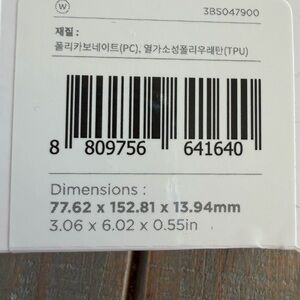 W 3BS047900
재질 :
폴리카보네이트(PC), 열가소성폴리우레탄(TPU)
8 809756 641640
Dimensions :
77.62 x 152.81 x 13.94mm
3.06 x 6.02 x 0.55in